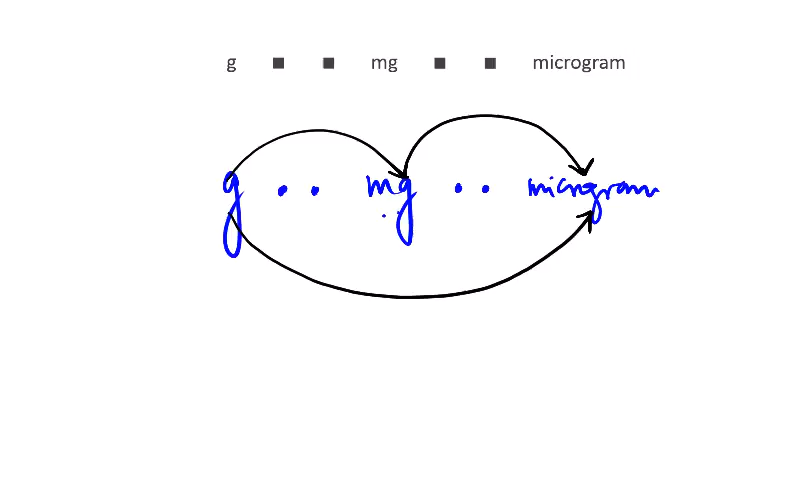 g ■ ■ mg ■ ■ microgram
g • • mg • • microgram